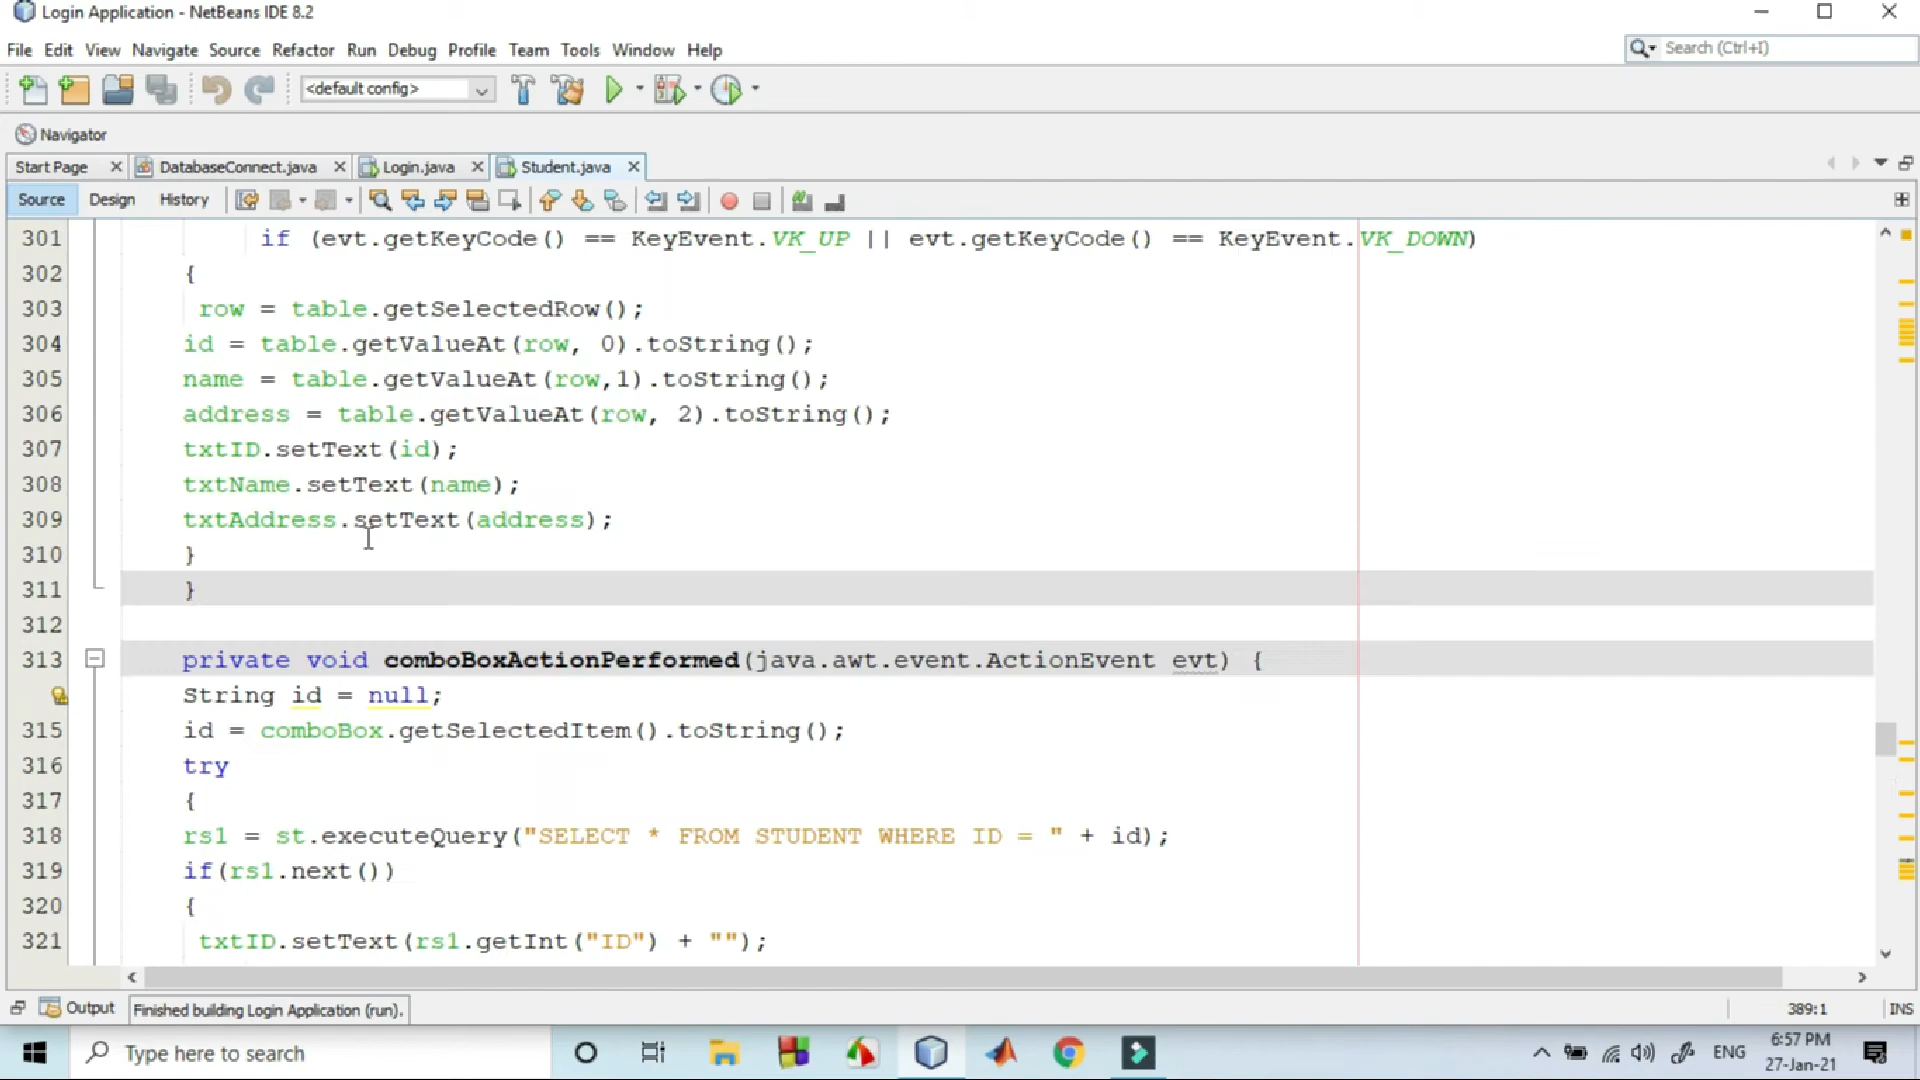 Login Application - NetBeans IDE 8.2
File Edit View Navigate Source Refactor Run Debug Profile Team Tools Window Help
Search (Ctrl+I)
<default config>
Navigator
Start Page DatabaseConnect.java Login.java Student.java
Source Design History
301 if (evt.getKeyCode() == KeyEvent.VK_UP || evt.getKeyCode() == KeyEvent.VK_DOWN)
302 {
303 row = table.getSelectedRow();
304 id = table.getValueAt(row, 0).toString();
305 name = table.getValueAt(row,1).toString();
306 address = table.getValueAt(row, 2).toString();
307 txtID.setText(id);
308 txtName.setText(name);
309 txtAddress.setText(address);
310 }
311 }
312
313 private void comboBoxActionPerformed(java.awt.event.ActionEvent evt) {
String id = null;
315 id = comboBox.getSelectedItem().toString();
316 try
317 {
318 rs1 = st.executeQuery("SELECT * FROM STUDENT WHERE ID = " + id);
319 if(rs1.next())
320 {
321 txtID.setText(rs1.getInt("ID") + "");
Output Finished building Login Application (run). 389:1 INS
Type here to search
ENG
6:57 PM
27-Jan-21